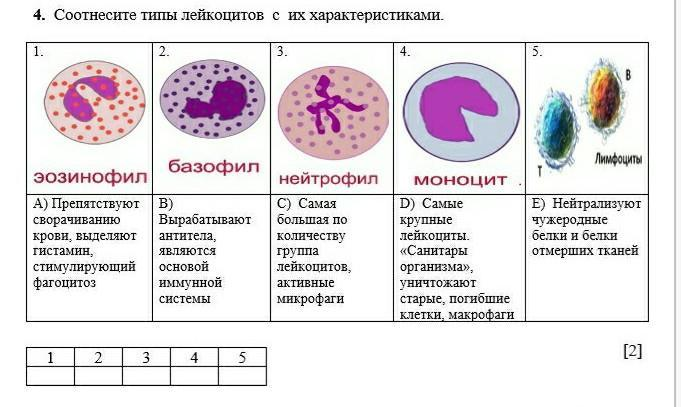 4. Соотнесите типы лейкоцитов с их характеристиками.
1.
эозинофил
2.
базофил
3.
нейтрофил
4.
моноцит .
5.
В
Т
Лимфоциты
А) Препятствуют
сворачиванию
крови, выделяют
гистамин,
стимулирующий
фагоцитоз
В)
Вырабатывают
антитела,
являются
основой
иммунной
системы
С) Самая
большая по
количеству
группа
лейкоцитов,
активные
микрофаги
D) Самые
крупные
лейкоциты.
«Санитары
организма»,
уничтожают
старые, погибшие
клетки, макрофаги
Е) Нейтрализуют
чужеродные
белки и белки
отмерших тканей
1 2 3 4 5
[2]